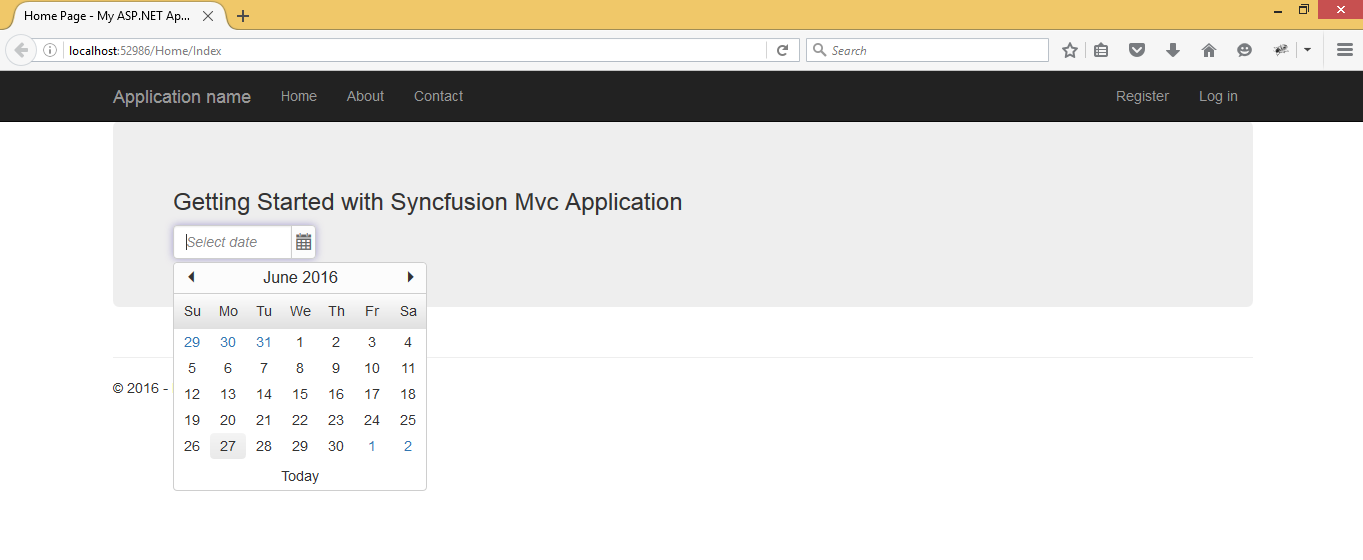 Home Page - My ASP.NET Ap...
localhost:52986/Home/Index
Search
Application name Home About Contact Register Log in
Getting Started with Syncfusion Mvc Application
Select date
June 2016
Su Mo Tu We Th Fr Sa
29 30 31 1 2 3 4
5 6 7 8 9 10 11
12 13 14 15 16 17 18
19 20 21 22 23 24 25
26 27 28 29 30 1 2
Today
© 2016 -